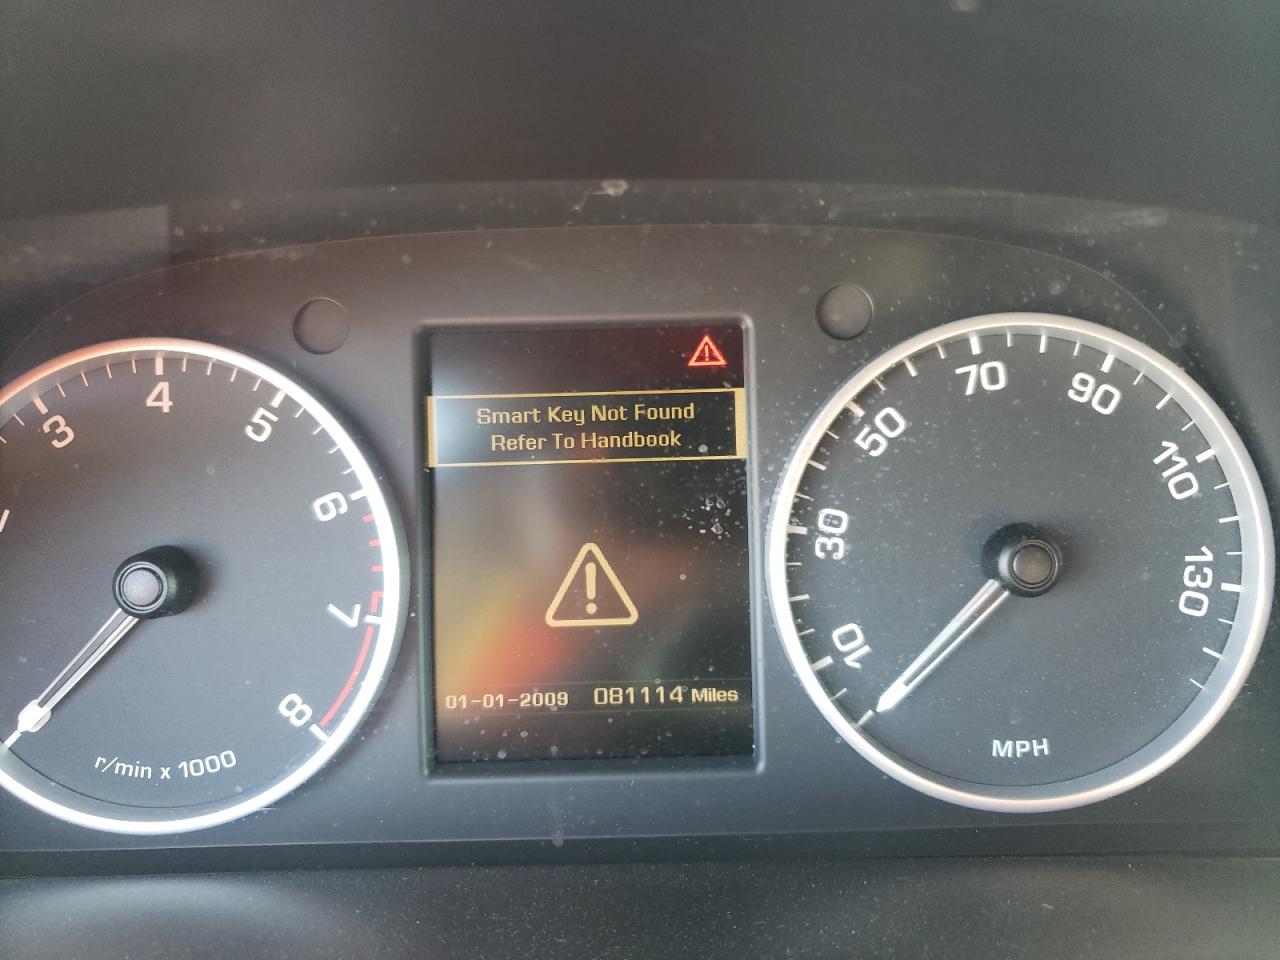 Smart Key Not Found
Refer To Handbook
01-01-2009 081114 Miles
3 4 5 6 7 8
r/min x 1000
10 30 50 70 90 110 130
MPH